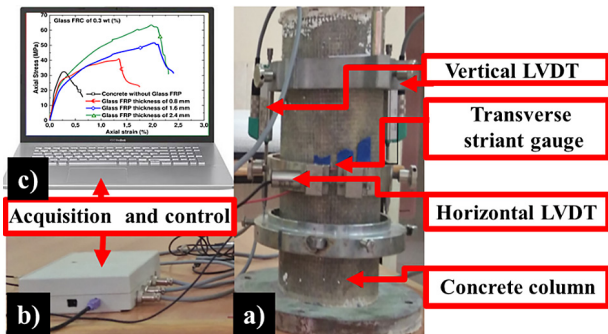 c)
Glass FRC of 0.3 wt (%)
Axial Stress (MPa)
70
60
50
40
30
20
10
0
Concrete without Glass FRP
Glass FRP thickness of 0.8 mm
Glass FRP thickness of 1.6 mm
Glass FRP thickness of 2.4 mm
0,0 0,5 1,0 1,5 2,0 2,5 3,0
Axial strain (%)
Acquisition and control
b)
a)
Vertical LVDT
Transverse
striant gauge
Horizontal LVDT
Concrete column